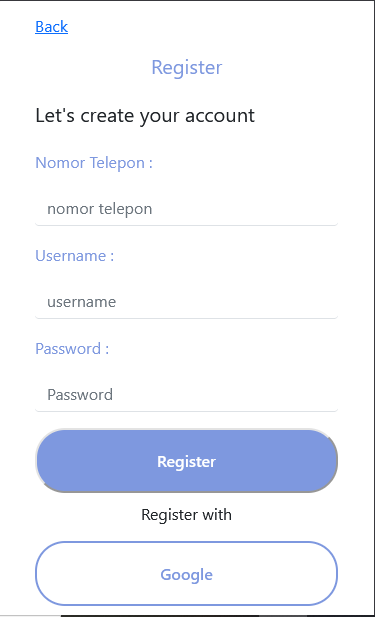 Back
Register
Let's create your account
Nomor Telepon :
nomor telepon
Username :
username
Password :
Password
Register
Register with
Google